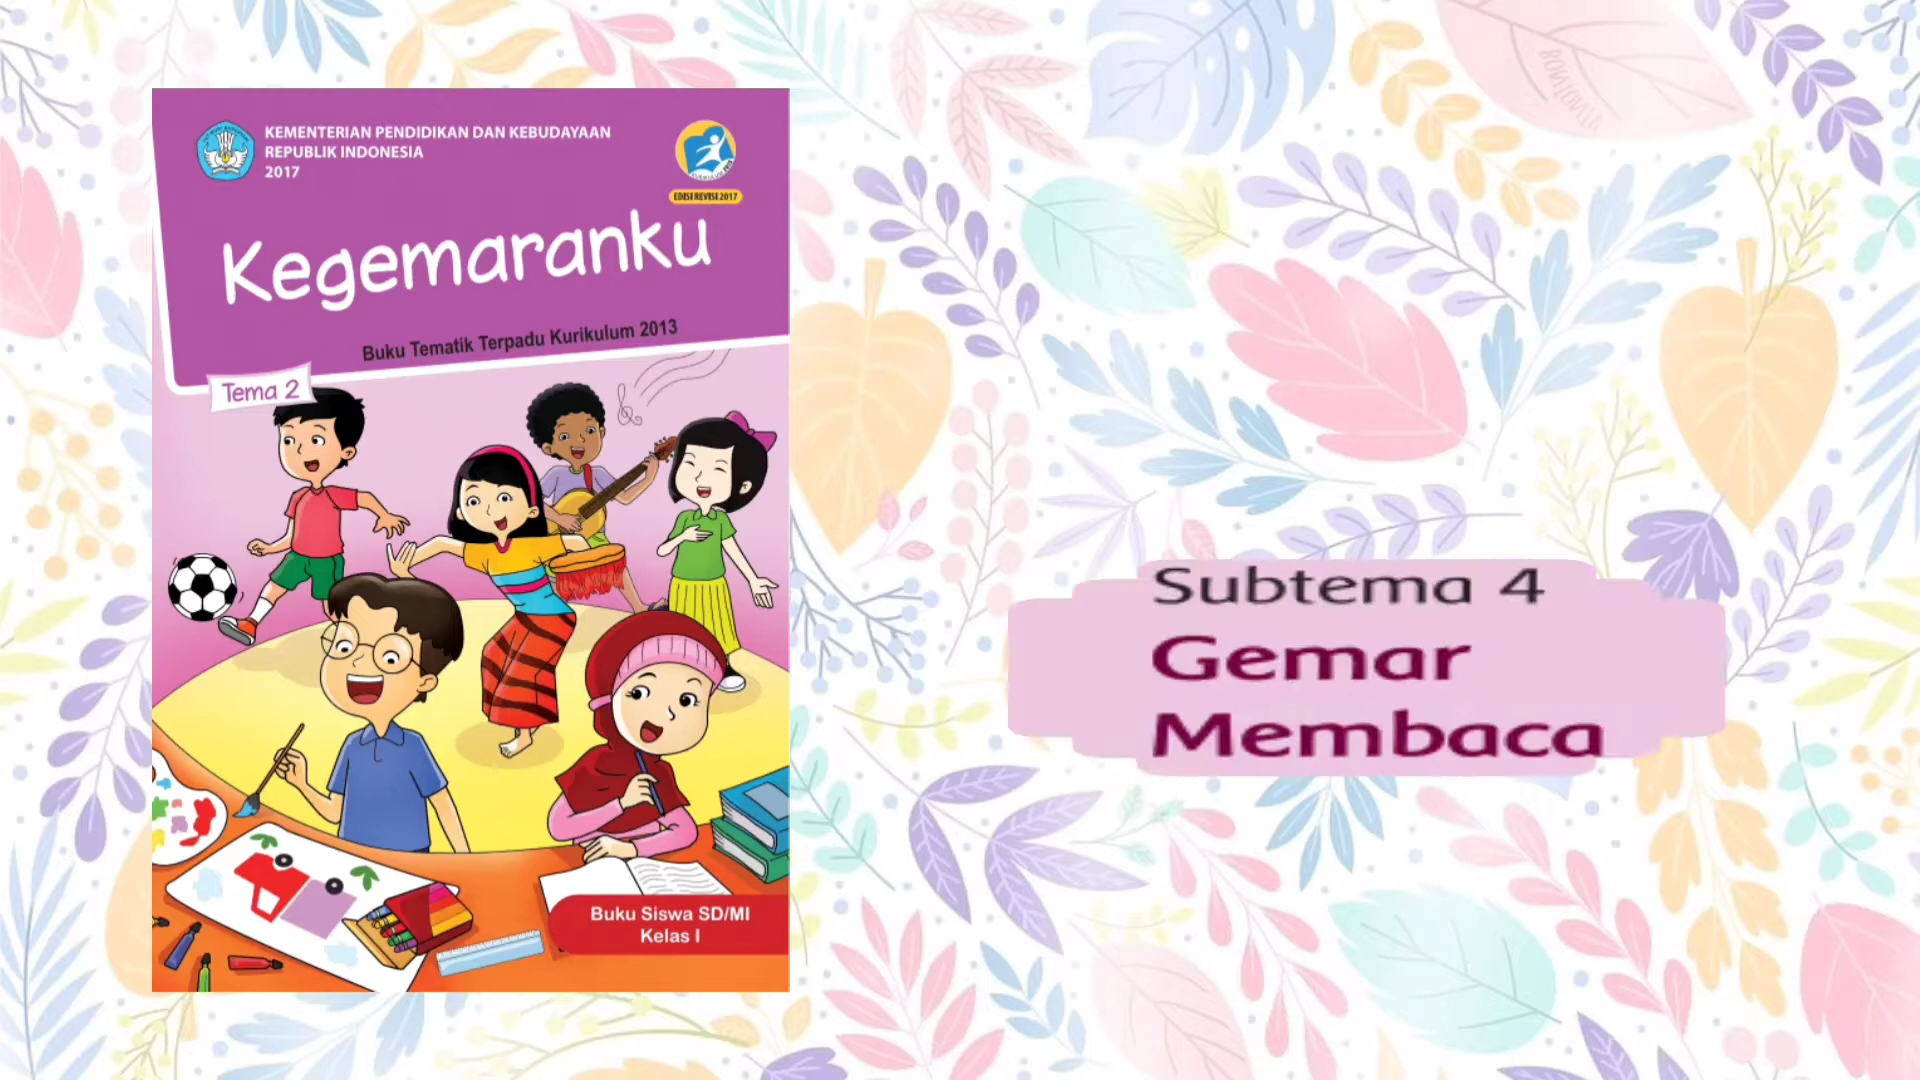 KEMENTERIAN PENDIDIKAN DAN KEBUDAYAAN
REPUBLIK INDONESIA
2017
EDISI REVISI 2017
Kegemaranku
Buku Tematik Terpadu Kurikulum 2013
Tema 2
Buku Siswa SD/MI
Kelas I
Subtema 4
Gemar
Membaca